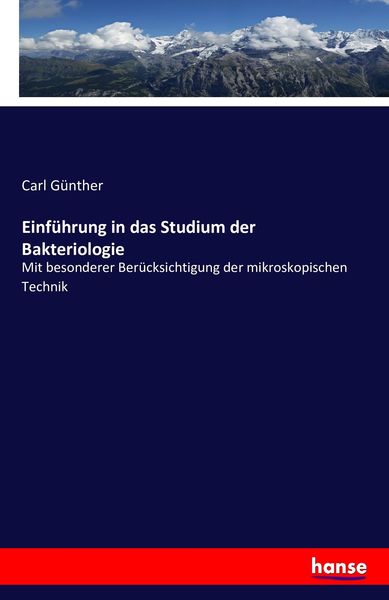 Carl Günther
Einführung in das Studium der
Bakteriologie
Mit besonderer Berücksichtigung der mikroskopischen
Technik
hanse